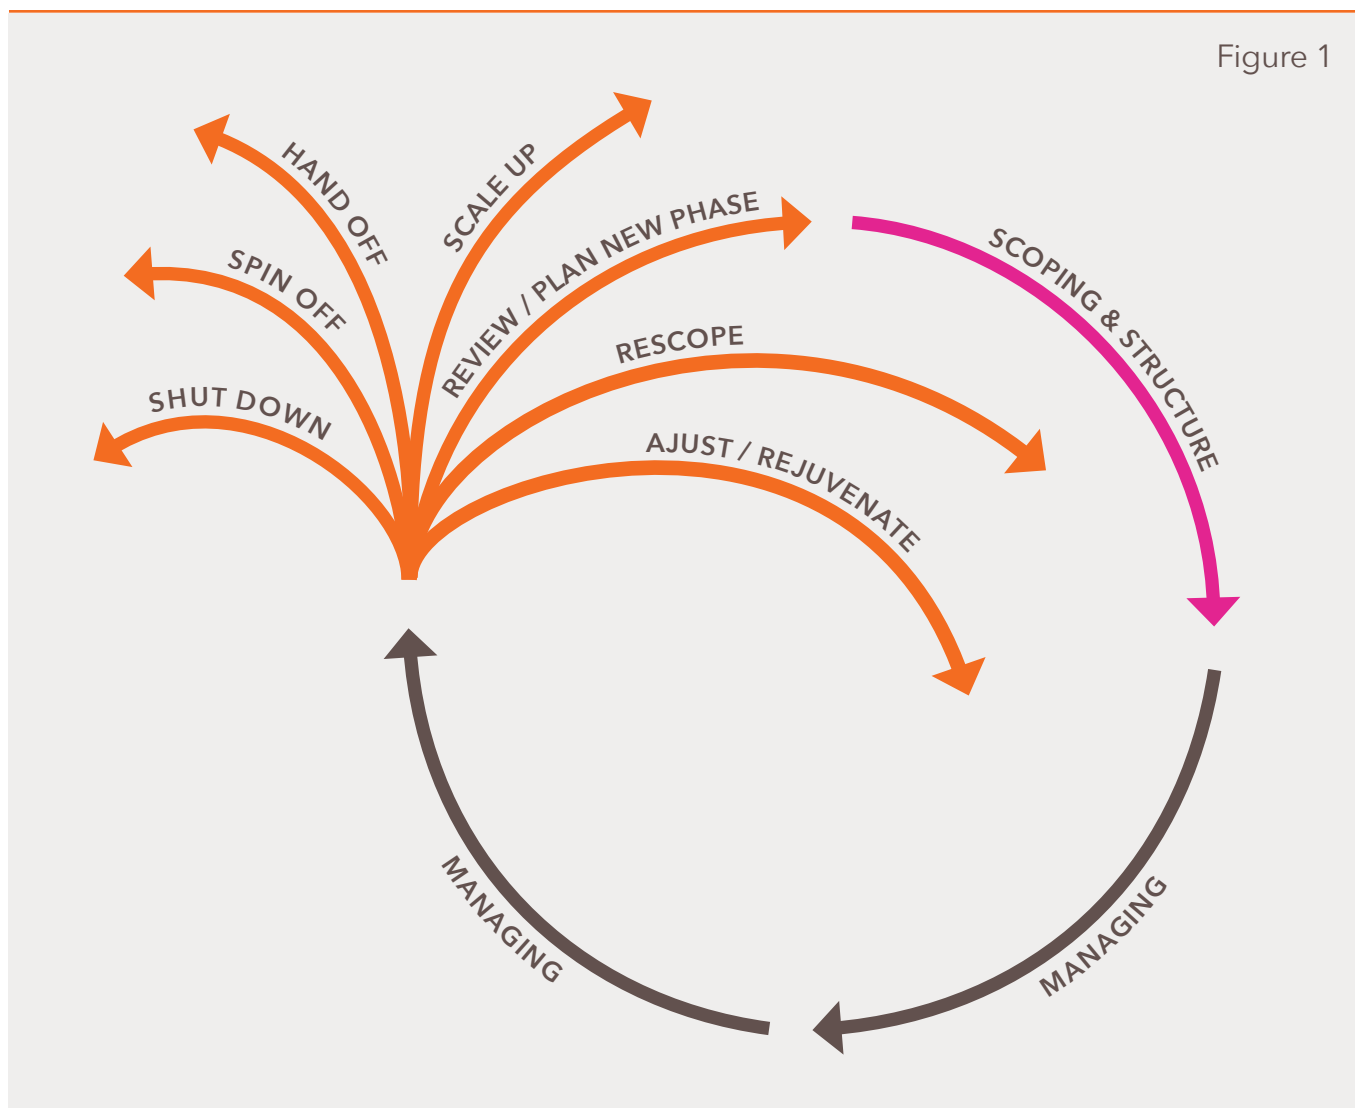 Figure 1
HAND OFF
SCALE UP
SPIN OFF
REVIEW / PLAN NEW PHASE
SCOPING & STRUCTURE
SHUT DOWN
RESCOPE
AJUST / REJUVENATE
MANAGING
MANAGING